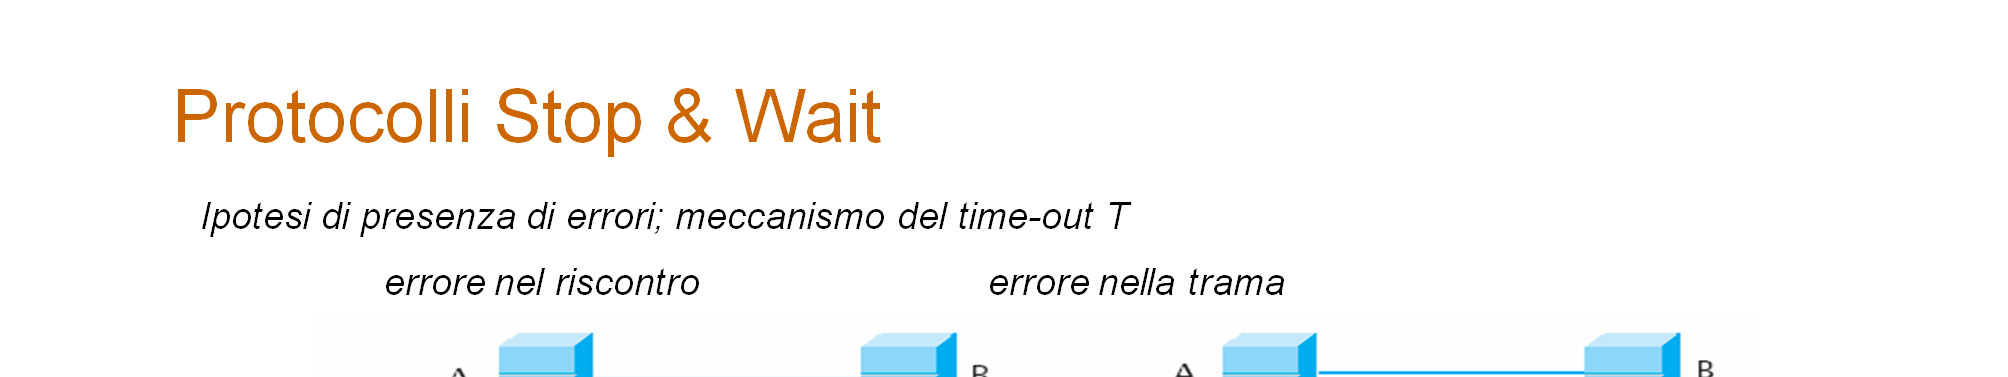 Protocolli Stop & Wait
Ipotesi di presenza di errori; meccanismo del time-out T
errore nel riscontro errore nella trama
A B A B